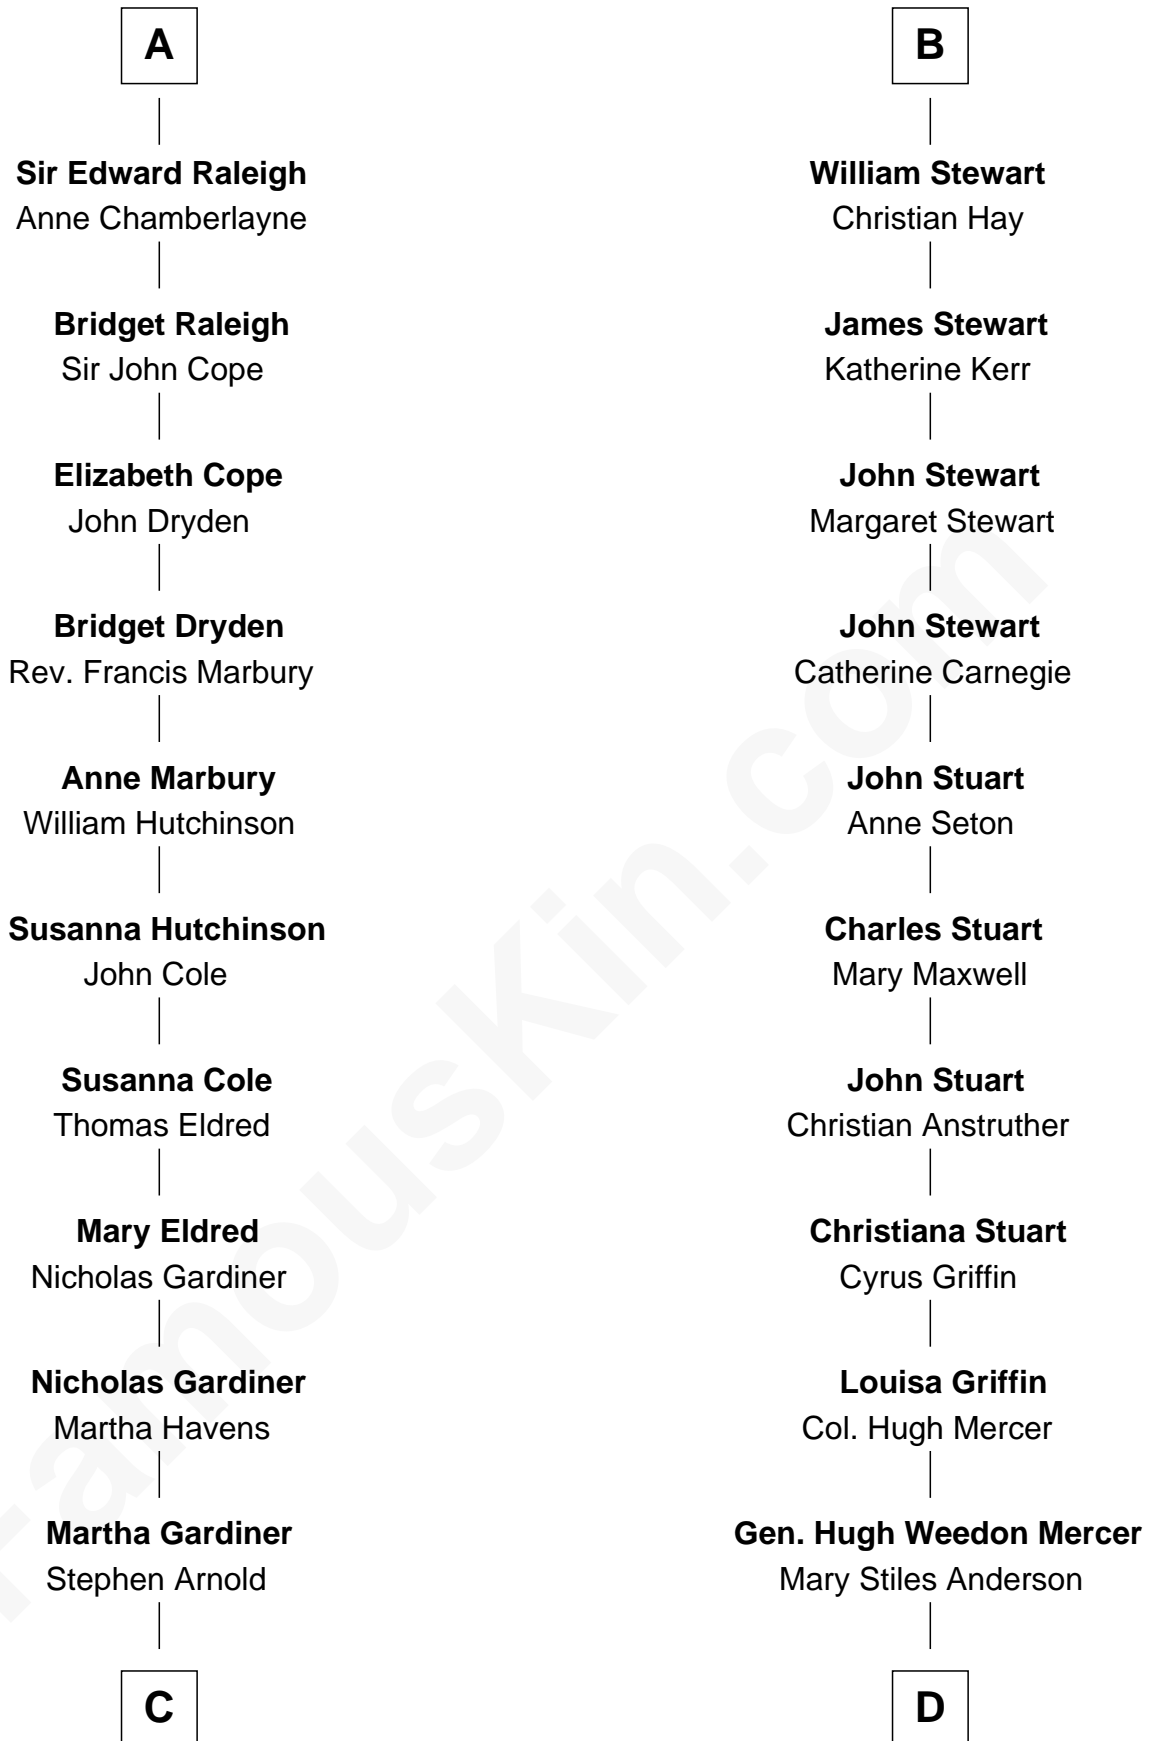 A
Sir Edward Raleigh
Anne Chamberlayne
Bridget Raleigh
Sir John Cope
Elizabeth Cope
John Dryden
Bridget Dryden
Rev. Francis Marbury
Anne Marbury
William Hutchinson
Susanna Hutchinson
John Cole
Susanna Cole
Thomas Eldred
Mary Eldred
Nicholas Gardiner
Nicholas Gardiner
Martha Havens
Martha Gardiner
Stephen Arnold
C
B
William Stewart
Christian Hay
James Stewart
Katherine Kerr
John Stewart
Margaret Stewart
John Stewart
Catherine Carnegie
John Stuart
Anne Seton
Charles Stuart
Mary Maxwell
John Stuart
Christian Anstruther
Christiana Stuart
Cyrus Griffin
Louisa Griffin
Col. Hugh Mercer
Gen. Hugh Weedon Mercer
Mary Stiles Anderson
D
FamousKin.com